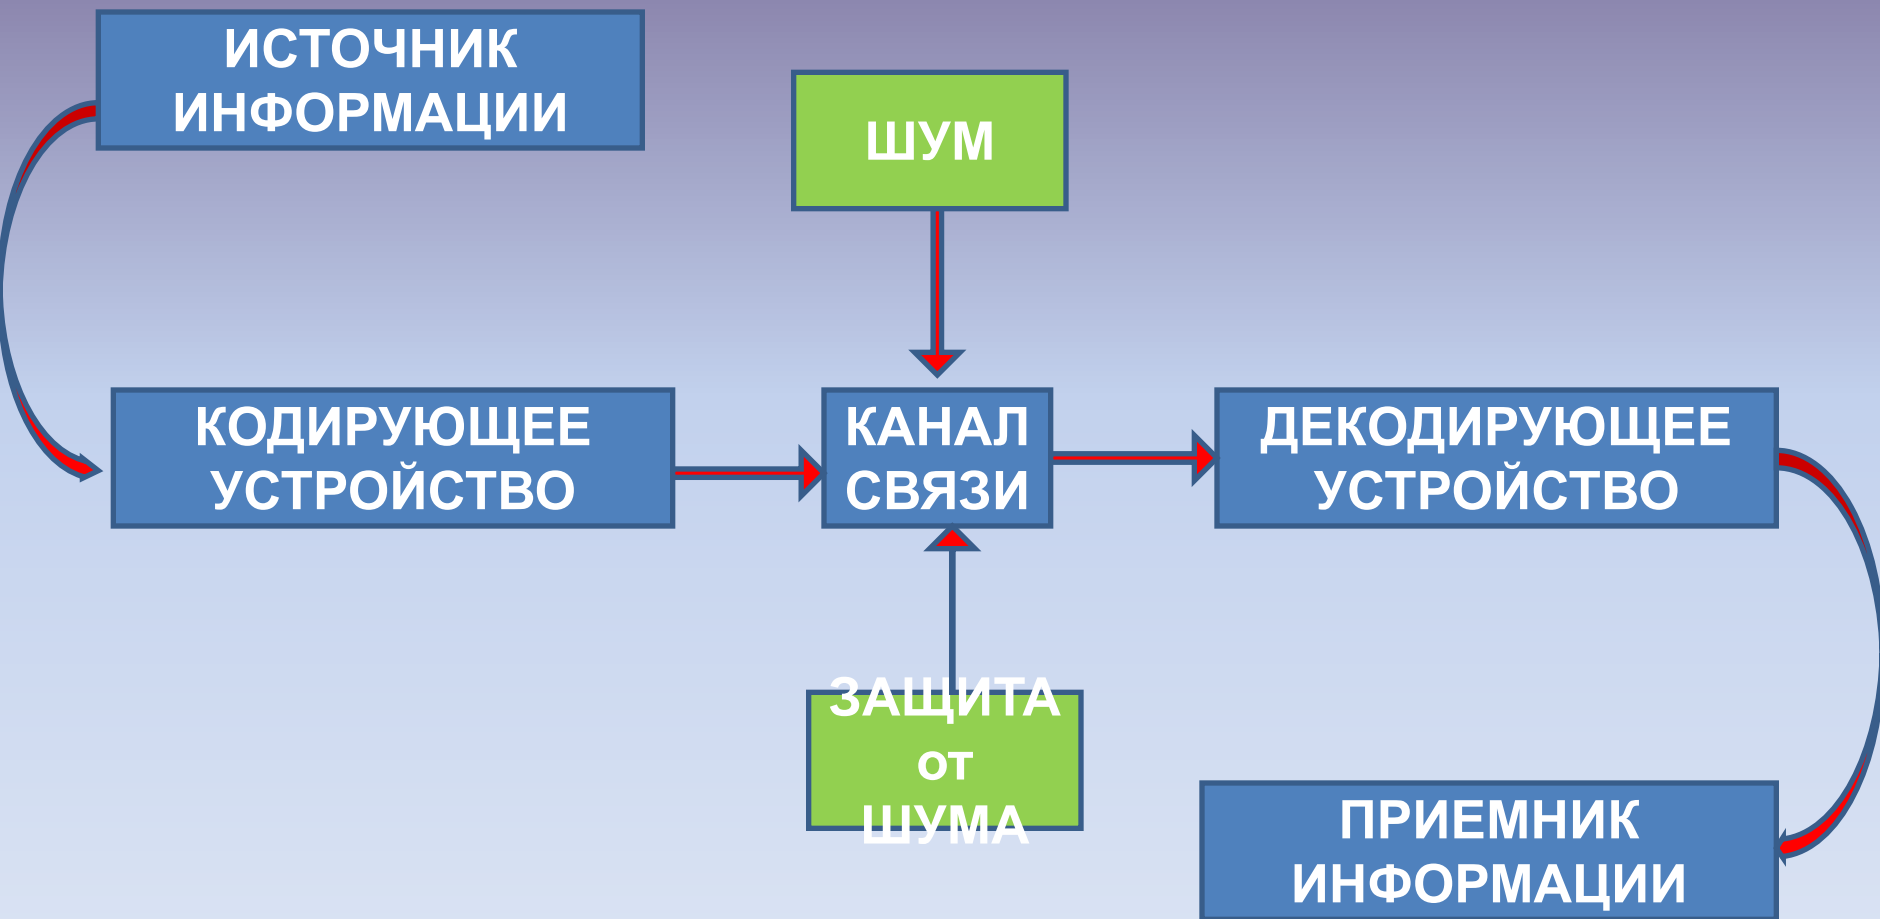 ИСТОЧНИК
ИНФОРМАЦИИ
ШУМ
КОДИРУЮЩЕЕ
УСТРОЙСТВО
КАНАЛ
СВЯЗИ
ДЕКОДИРУЮЩЕЕ
УСТРОЙСТВО
ЗАЩИТА
от
ШУМА
ПРИЕМНИК
ИНФОРМАЦИИ